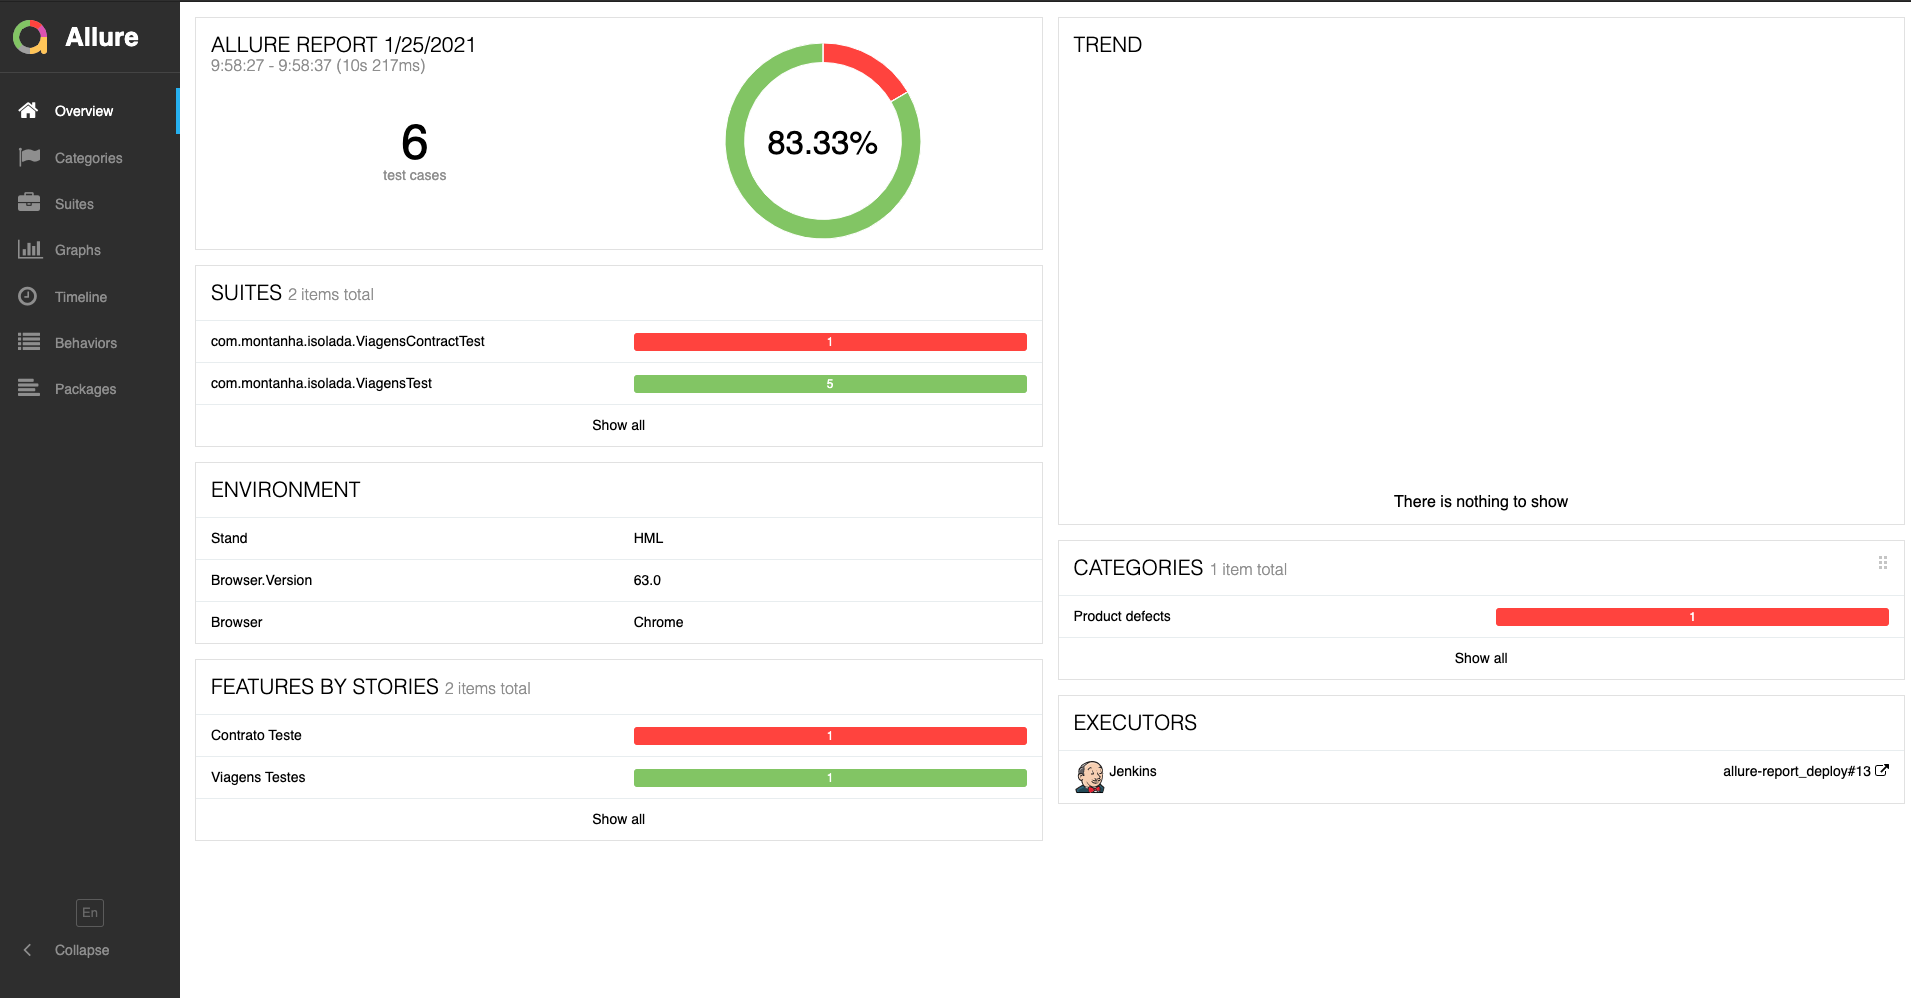 Allure
Overview
Categories
Suites
Graphs
Timeline
Behaviors
Packages
En
Collapse
ALLURE REPORT 1/25/2021
9:58:27 - 9:58:37 (10s 217ms)
6
test cases
83.33%
SUITES 2 items total
com.montanha.isolada.ViagensContractTest 1
com.montanha.isolada.ViagensTest 5
Show all
ENVIRONMENT
Stand HML
Browser.Version 63.0
Browser Chrome
FEATURES BY STORIES 2 items total
Contrato Teste 1
Viagens Testes 1
Show all
TREND
There is nothing to show
CATEGORIES 1 item total
Product defects 1
Show all
EXECUTORS
Jenkins allure-report_deploy#13